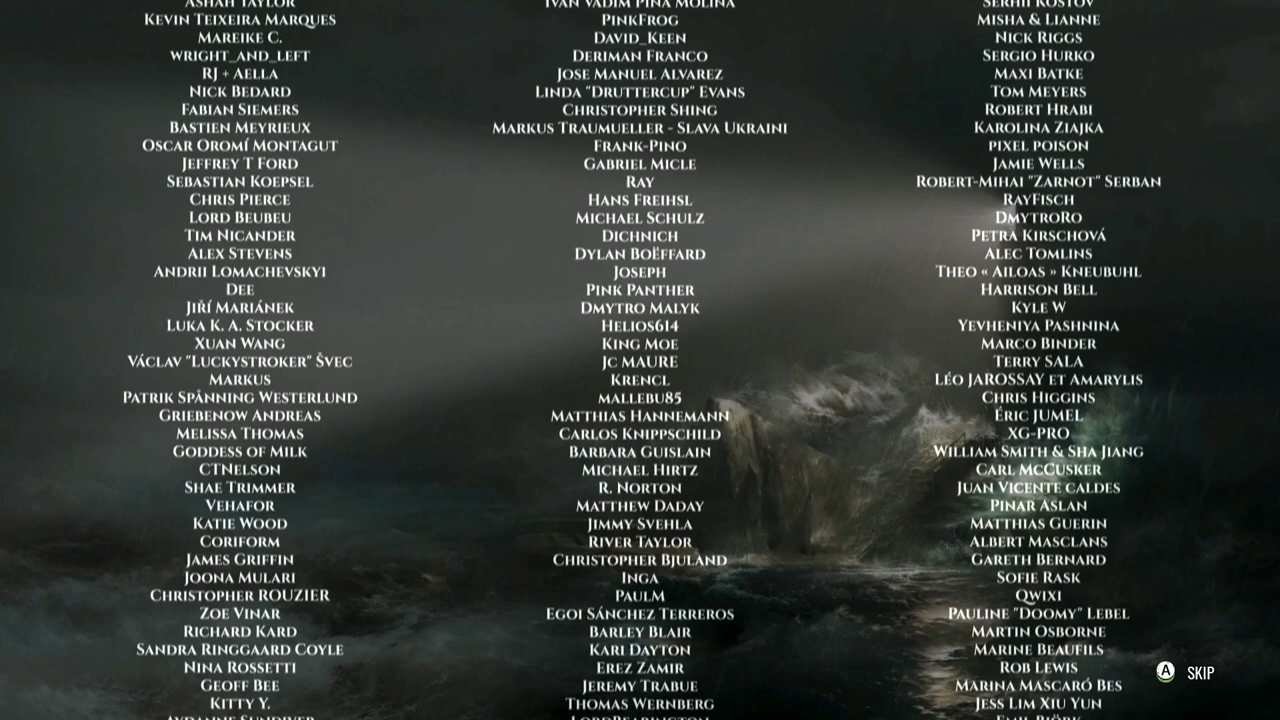 Ashah Taylor
Kevin Teixeira Marques
Mareike C.
wright_and_left
RJ + Aella
Nick Bedard
Fabian Siemers
Bastien Meyrieux
Oscar Oromí Montagut
Jeffrey T Ford
Sebastian Koepsel
Chris Pierce
Lord Beubeu
Tim Nicander
Alex Stevens
Andrii Lomachevskyi
Dee
Jiří Mariánek
Luka K. A. Stocker
Xuan Wang
Václav "Luckystroker" Švec
Markus
Patrik Spånning Westerlund
Griebenow Andreas
Melissa Thomas
Goddess of Milk
CTNelson
Shae Trimmer
Vehafor
Katie Wood
Coriform
James Griffin
Joona Mulari
Christopher ROUZIER
Zoe Vinar
Richard Kard
Sandra Ringgaard Coyle
Nina Rossetti
Geoff Bee
Kitty Y.
Ivan Vadim Pina Molina
PinkFrog
David_Keen
Deriman Franco
Jose Manuel Alvarez
Linda "Druttercup" Evans
Christopher Shing
Markus Traumueller - Slava Ukraini
Frank-Pino
Gabriel Micle
Ray
Hans Freihsl
Michael Schulz
Dichnich
Dylan Boëffard
Joseph
Pink Panther
Dmytro Malyk
Helios614
King Moe
Jc MAURE
Krencl
mallebu85
Matthias Hannemann
Carlos Knippschild
Barbara Guislain
Michael Hirtz
R. Norton
Matthew Daday
Jimmy Svehla
River Taylor
Christopher Bjuland
Inga
PaulM
Egoi Sánchez Terreros
Barley Blair
Kari Dayton
Erez Zamir
Jeremy Trabue
Thomas Wernberg
LordBearington
Serhii Kostov
Misha & Lianne
Nick Riggs
Sergio Hurko
Maxi Batke
Tom Meyers
Robert Hrabi
Karolina Ziajka
pixel poison
Jamie Wells
Robert-Mihai "Zarnot" Serban
RayFisch
DmytroRo
Petra Kirschová
Alec Tomlins
Theo « Ailoas » Kneubuhl
Harrison Bell
Kyle W
Yevheniya Pashnina
Marco Binder
Terry SALA
Léo JAROSSAY et Amarylis
Chris Higgins
Éric JUMEL
XG-PRO
William Smith & Sha Jiang
Carl McCusker
Juan Vicente caldes
Pinar Aslan
Matthias Guerin
Albert Masclans
Gareth Bernard
Sofie Rask
Qwixi
Pauline "Doomy" Lebel
Martin Osborne
Marine Beaufils
Rob Lewis
Marina Mascaró Bes
Jess Lim Xiu Yun
Emil Björk
A SKIP